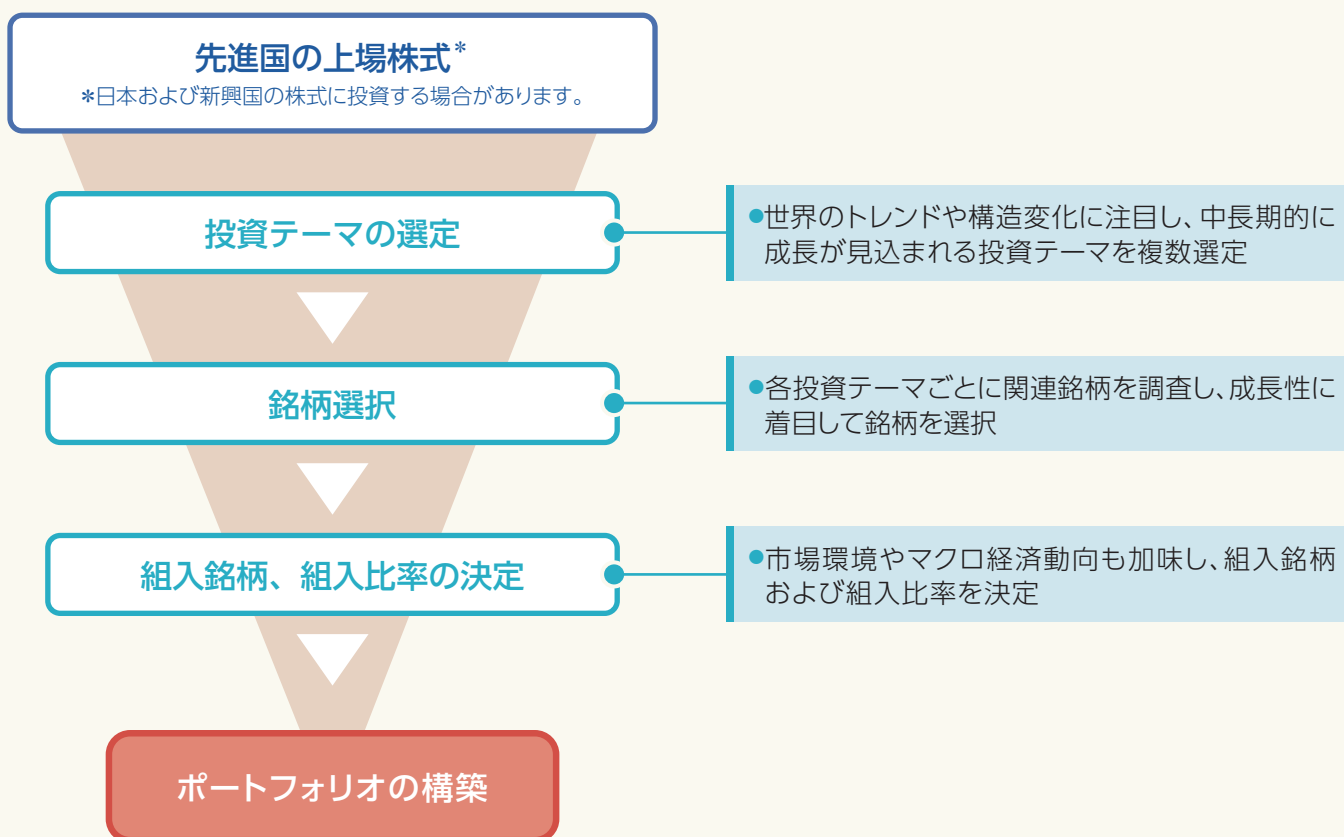 先進国の上場株式*
*日本および新興国の株式に投資する場合があります。
投資テーマの選定
●世界のトレンドや構造変化に注目し、中長期的に
成長が見込まれる投資テーマを複数選定
銘柄選択
●各投資テーマごとに関連銘柄を調査し、成長性に
着目して銘柄を選択
組入銘柄、組入比率の決定
●市場環境やマクロ経済動向も加味し、組入銘柄
および組入比率を決定
ポートフォリオの構築